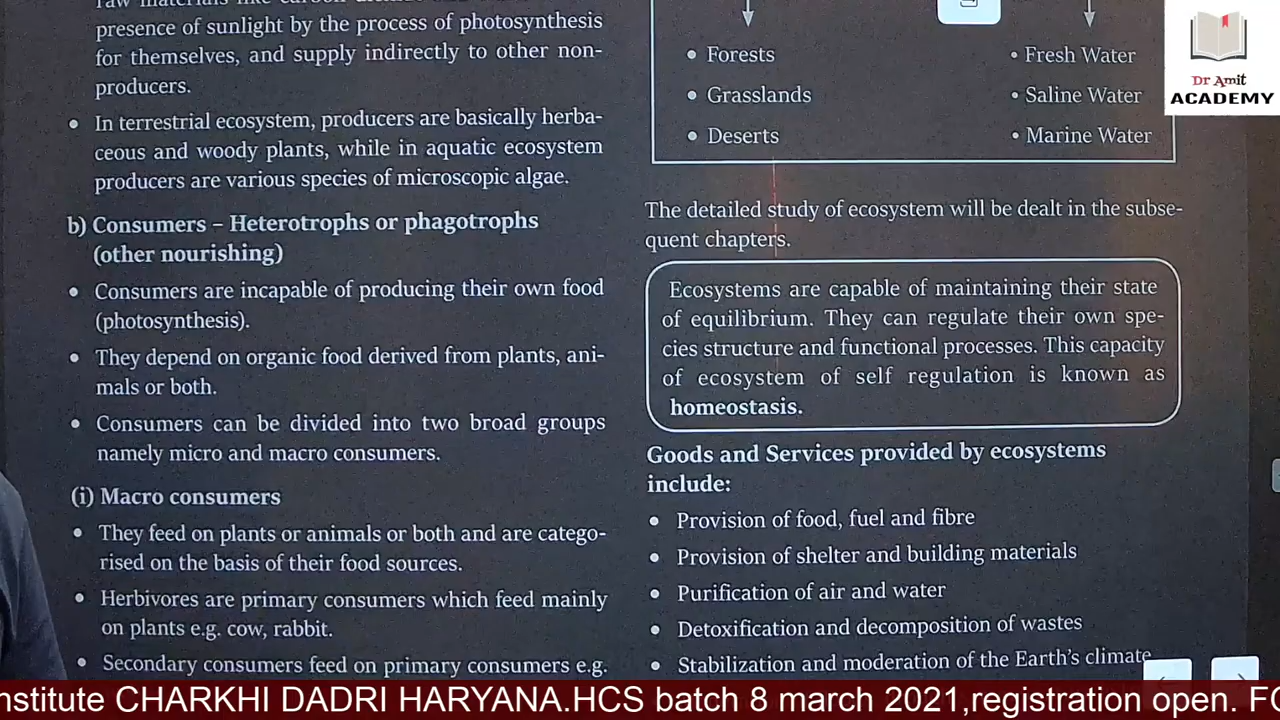 raw materials like carbon
presence of sunlight by the process of photosynthesis
for themselves, and supply indirectly to other non-
producers.
• In terrestrial ecosystem, producers are basically herba-
ceous and woody plants, while in aquatic ecosystem
producers are various species of microscopic algae.
b) Consumers – Heterotrophs or phagotrophs
(other nourishing)
• Consumers are incapable of producing their own food
(photosynthesis).
• They depend on organic food derived from plants, ani-
mals or both.
• Consumers can be divided into two broad groups
namely micro and macro consumers.
(i) Macro consumers
• They feed on plants or animals or both and are catego-
rised on the basis of their food sources.
• Herbivores are primary consumers which feed mainly
on plants e.g. cow, rabbit.
• Secondary consumers feed on primary consumers e.g.
• Forests
• Grasslands
• Deserts
• Fresh Water
• Saline Water
• Marine Water
The detailed study of ecosystem will be dealt in the subse-
quent chapters.
Ecosystems are capable of maintaining their state
of equilibrium. They can regulate their own spe-
cies structure and functional processes. This capacity
of ecosystem of self regulation is known as
homeostasis.
Goods and Services provided by ecosystems
include:
• Provision of food, fuel and fibre
• Provision of shelter and building materials
• Purification of air and water
• Detoxification and decomposition of wastes
• Stabilization and moderation of the Earth's climate
Dr Amit
ACADEMY
nstitute CHARKHI DADRI HARYANA.HCS batch 8 march 2021,registration open. FO